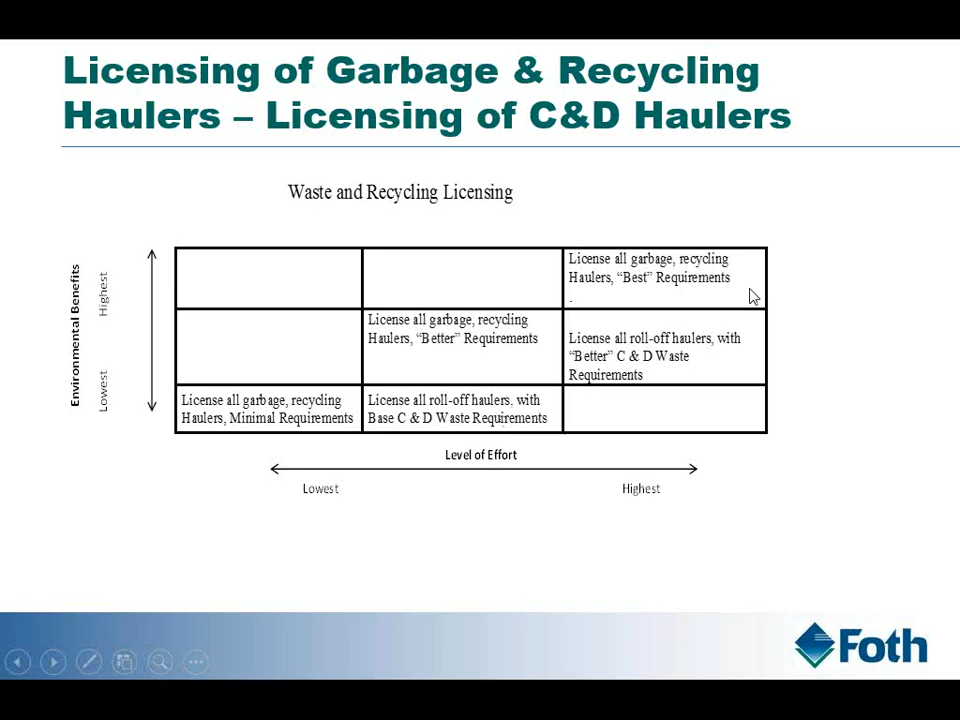 Licensing of Garbage & Recycling
Haulers – Licensing of C&D Haulers
Waste and Recycling Licensing
Environmental Benefits
Lowest Highest
License all garbage, recycling
Haulers, “Best” Requirements
.
License all garbage, recycling
Haulers, “Better” Requirements
License all roll-off haulers, with
“Better” C & D Waste
Requirements
License all garbage, recycling
Haulers, Minimal Requirements
License all roll-off haulers. with
Base C & D Waste Requirements
Level of Effort
Lowest Highest
Foth